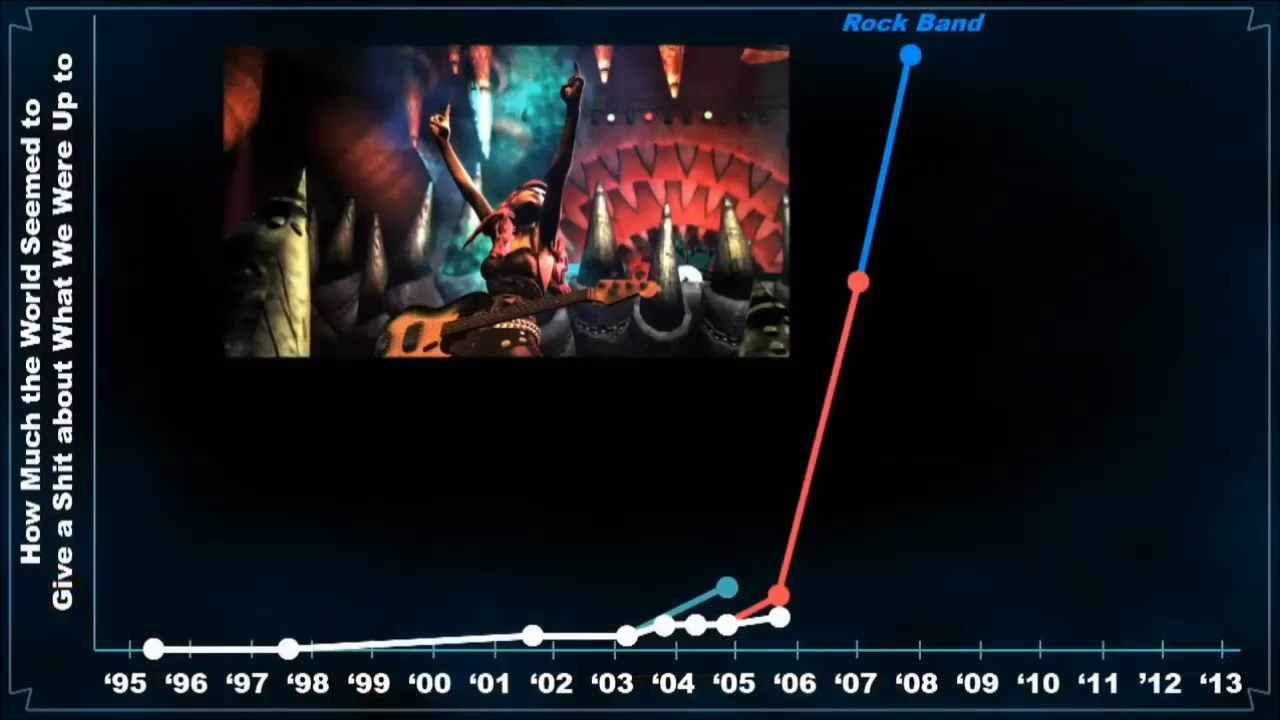 Rock Band
How Much the World Seemed to
Give a Shit about What We Were Up to
‘95 ‘96 ‘97 ‘98 ‘99 ‘00 ‘01 ‘02 ‘03 ‘04 ‘05 ‘06 ‘07 ‘08 ‘09 ‘10 ‘11 ’12 ‘13